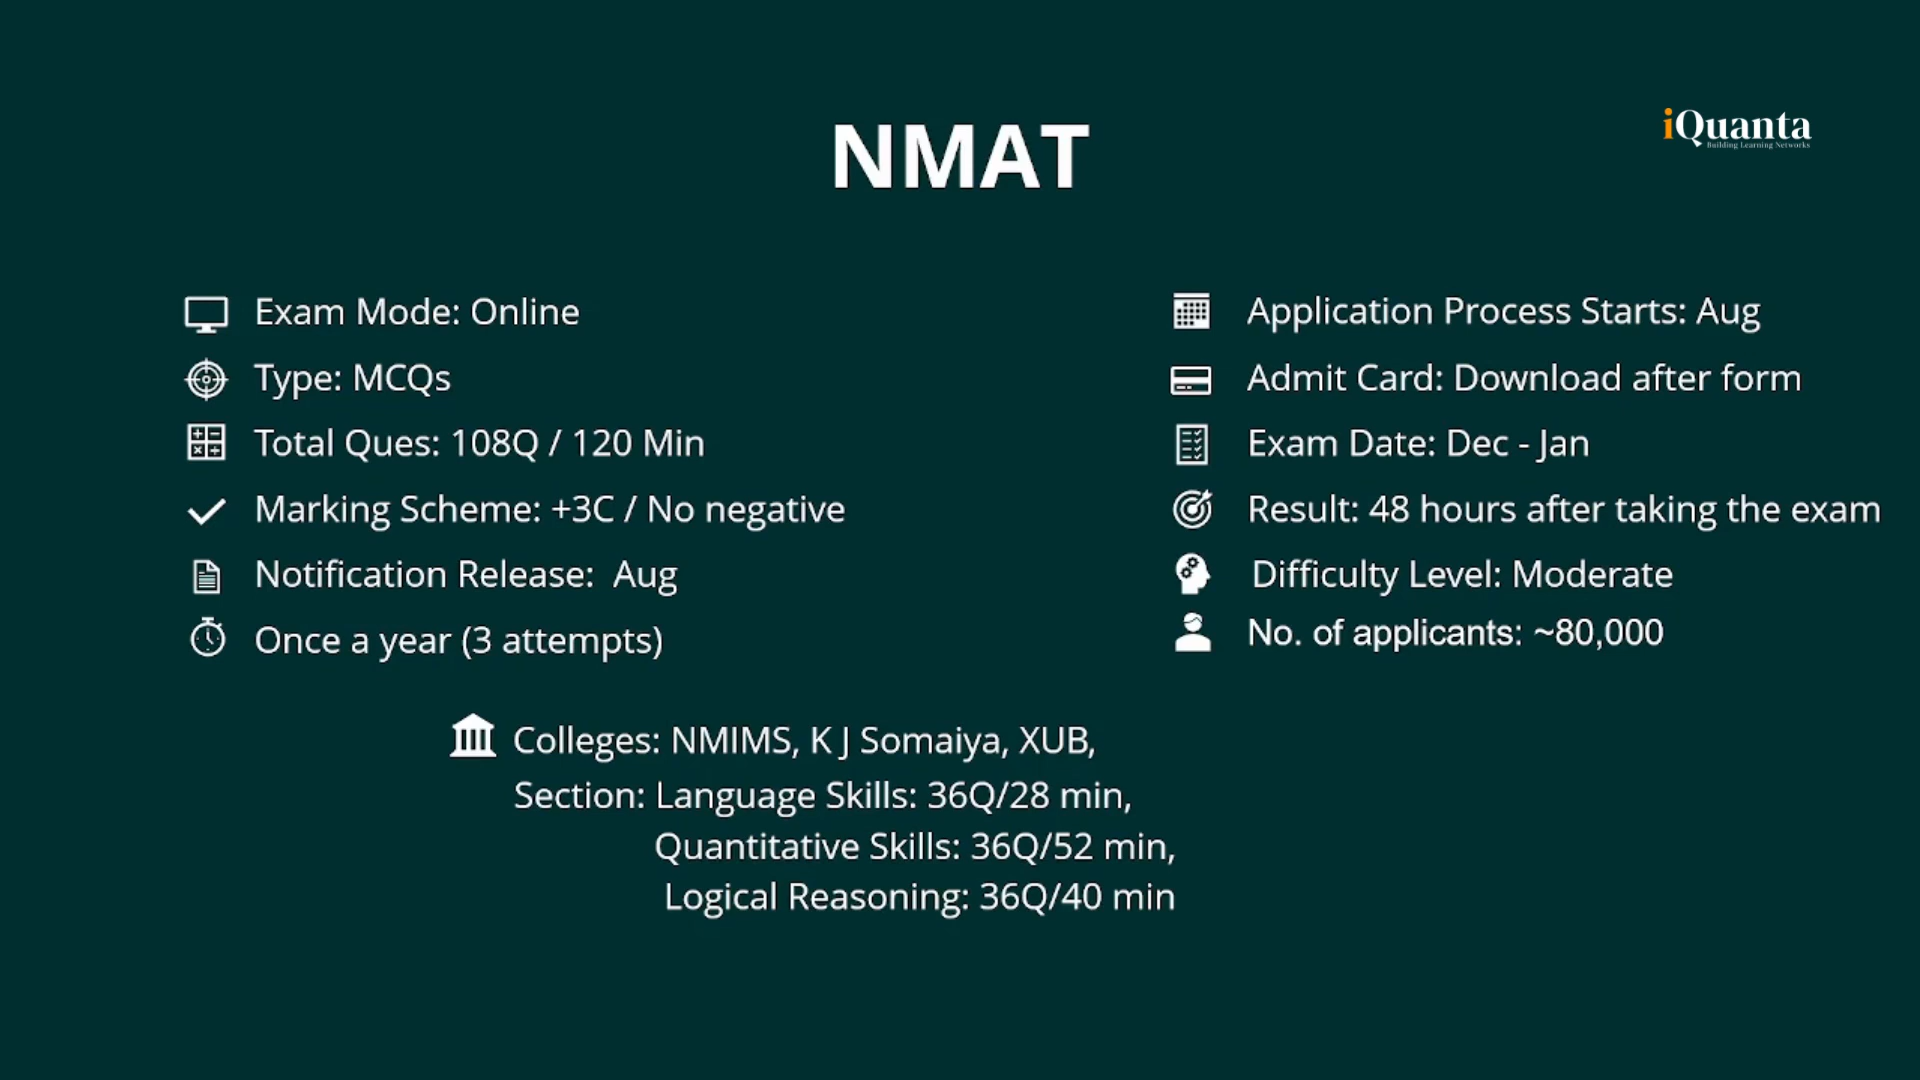 NMAT
iQuanta
Building Learning Networks
Exam Mode: Online
Type: MCQs
Total Ques: 108Q / 120 Min
Marking Scheme: +3C / No negative
Notification Release: Aug
Once a year (3 attempts)
Application Process Starts: Aug
Admit Card: Download after form
Exam Date: Dec - Jan
Result: 48 hours after taking the exam
Difficulty Level: Moderate
No. of applicants: ~80,000
Colleges: NMIMS, K J Somaiya, XUB,
Section: Language Skills: 36Q/28 min,
Quantitative Skills: 36Q/52 min,
Logical Reasoning: 36Q/40 min